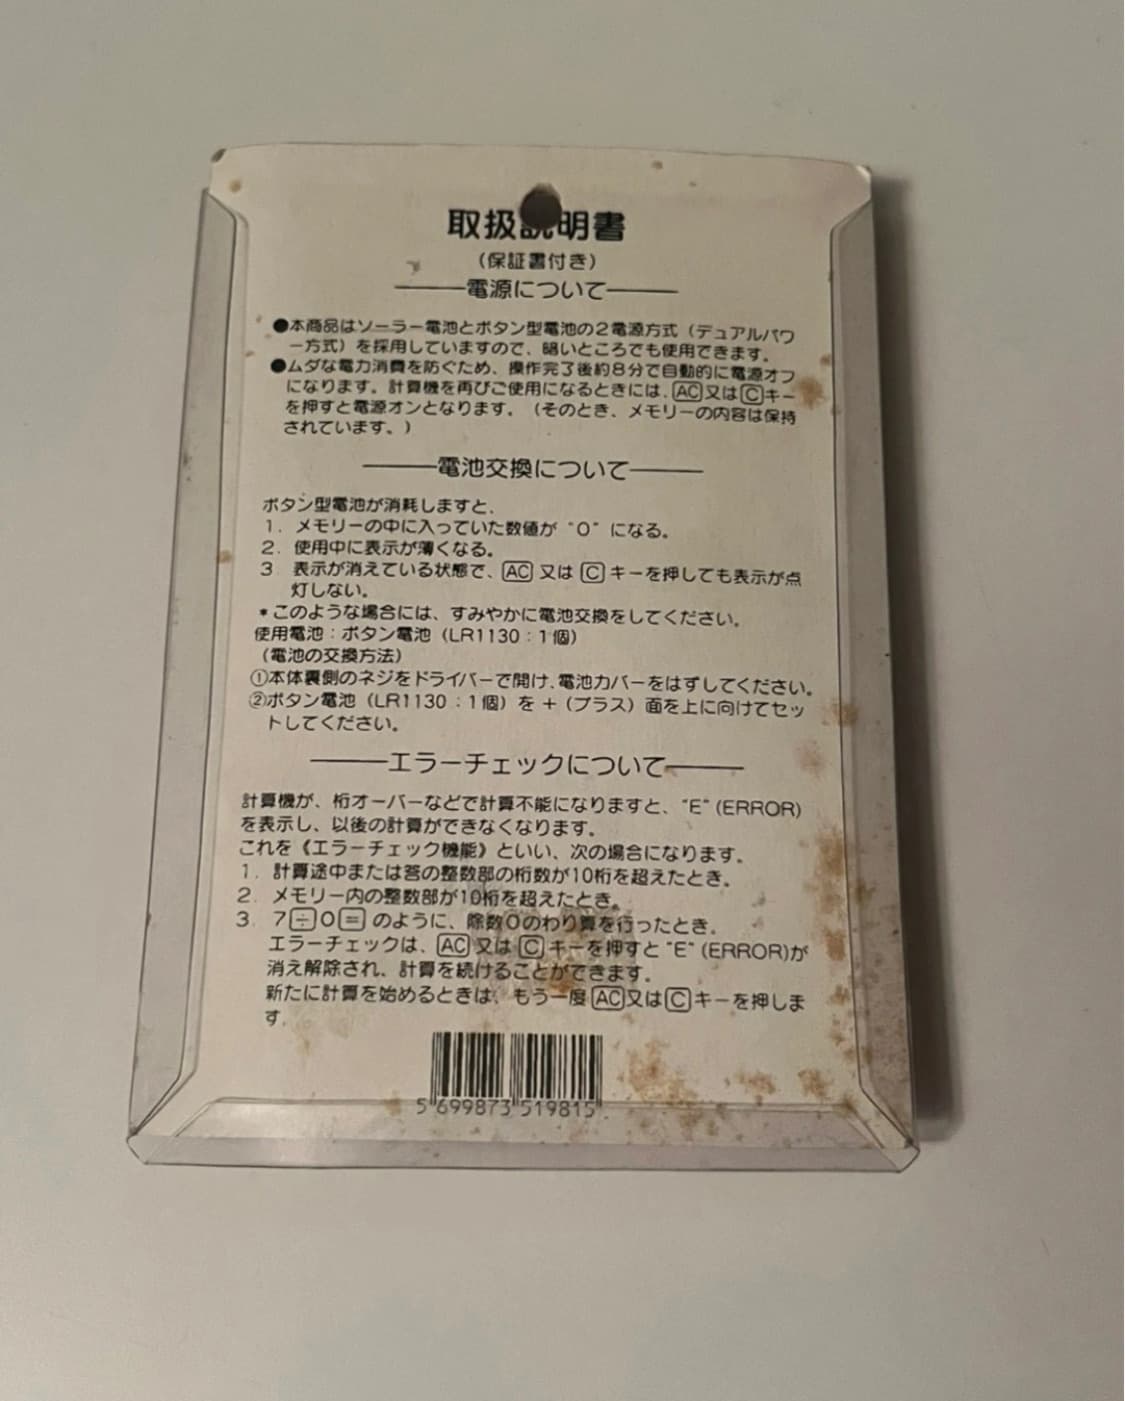 取扱説明書
(保証書付き)
電源について
●本商品はソーラー電池とボタン型電池の2電源方式(デュアルパワ
ー方式)を採用していますので、暗いところでも使用できます。
●ムダな電力消費を防ぐため、操作完了後約8分で自動的に電源オフ
になります。計算機を再びご使用になるときには、AC又はCキー
を押すと電源オンとなります。(そのとき、メモリーの内容は保持
されています。)
電池交換について
ボタン型電池が消耗しますと、
1. メモリーの中に入っていた数値が "0" になる。
2. 使用中に表示が薄くなる。
3 表示が消えている状態で、AC 又は C キーを押しても表示が点
灯しない。
*このような場合には、すみやかに電池交換をしてください。
使用電池:ボタン電池(LR1130:1個)
(電池の交換方法)
①本体裏側のネジをドライバーで開け、電池カバーをはずしてください。
②ボタン電池(LR1130:1個)を+(プラス)面を上に向けてセッ
トしてください。
エラーチェックについて
計算機が、桁オーバーなどで計算不能になりますと、"E"(ERROR)
を表示し、以後の計算ができなくなります。
これを《エラーチェック機能》といい、次の場合になります。
1. 計算途中または答の整数部の桁数が10桁を超えたとき。
2. メモリー内の整数部が10桁を超えたとき。
3. 7÷0= のように、除数0のわり算を行ったとき。
エラーチェックは、AC又はCキーを押すと"E"(ERROR)が
消え解除され、計算を続けることができます。
新たに計算を始めるときは、もう一度AC又はCキーを押しま
す.
5 699873 519815